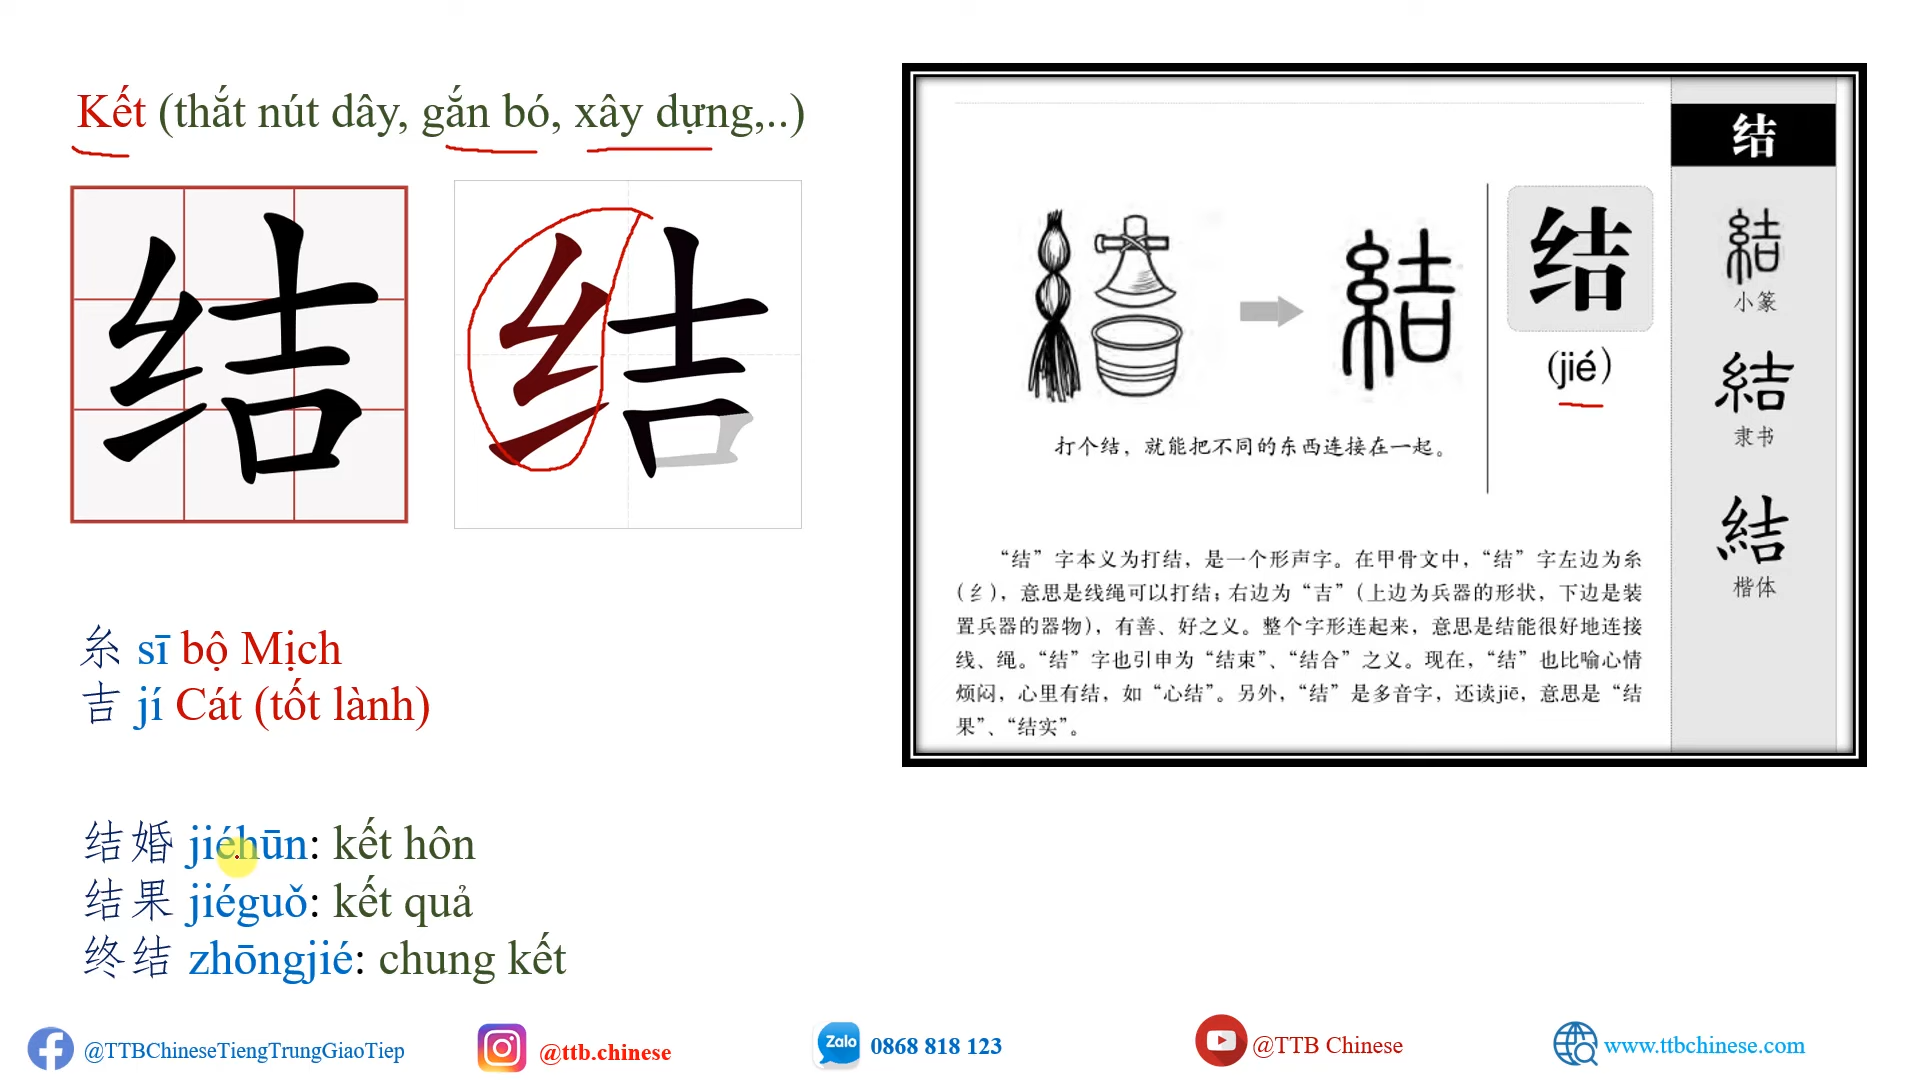 Kết (thắt nút dây, gắn bó, xây dựng,..)
结
结
糸 sī bộ Mịch
吉 jí Cát (tốt lành)
结婚 jiéhūn: kết hôn
结果 jiéguǒ: kết quả
终结 zhōngjié: chung kết
結
打个结，就能把不同的东西连接在一起。
结
(jié)
“结”字本义为打结，是一个形声字。在甲骨文中，“结”字左边为糸
(纟)，意思是线绳可以打结；右边为“吉”(上边为兵器的形状，下边是装
置兵器的器物)，有善、好之义。整个字形连起来，意思是结能很好地连接
线、绳。“结”字也引申为“结束”、“结合”之义。现在，“结”也比喻心情
烦闷，心里有结，如“心结”。另外，“结”是多音字，还读jiē，意思是“结
果”、“结实”。
结
結
小篆
結
隶书
結
楷体
@TTBChineseTiengTrungGiaoTiep
@ttb.chinese
Zalo
0868 818 123
@TTB Chinese
www.ttbchinese.com